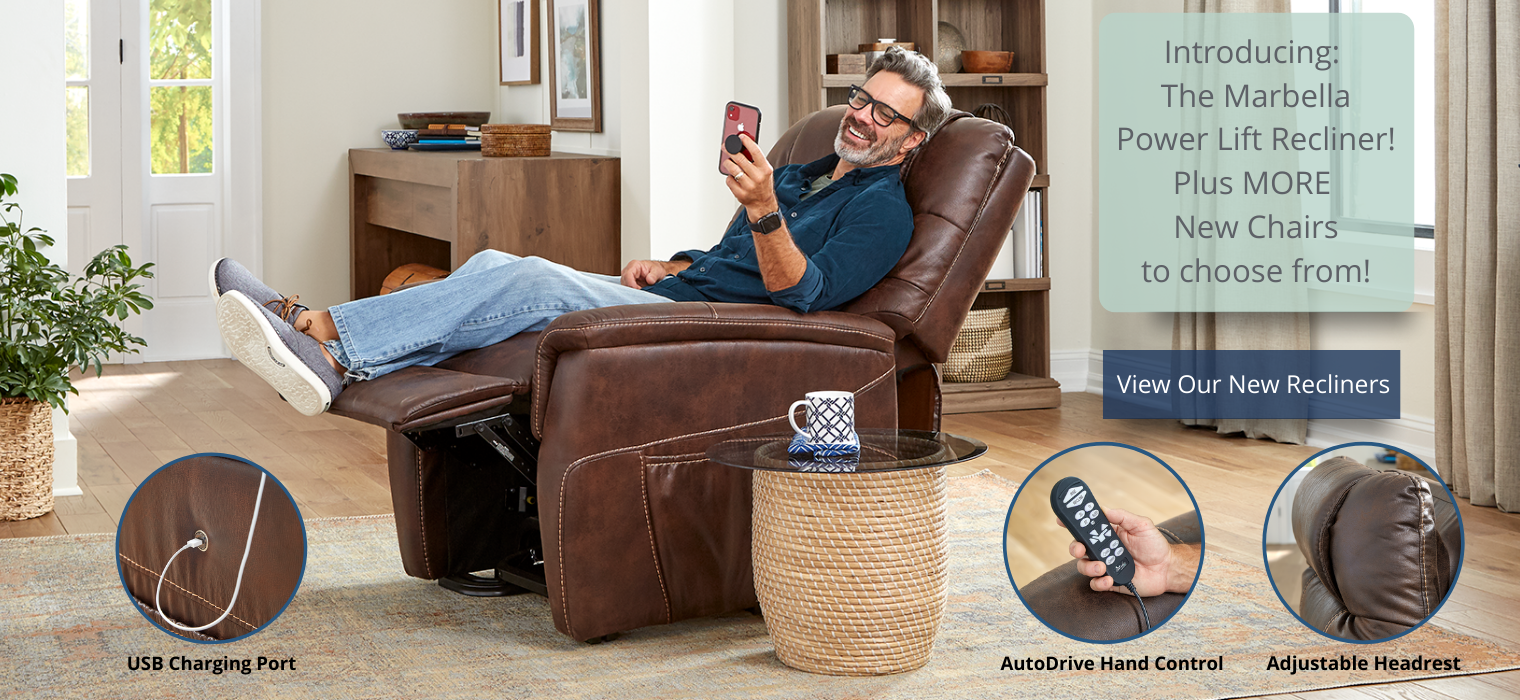 Introducing:
The Marbella
Power Lift Recliner!
Plus MORE
New Chairs
to choose from!
View Our New Recliners
USB Charging Port
AutoDrive Hand Control
Adjustable Headrest